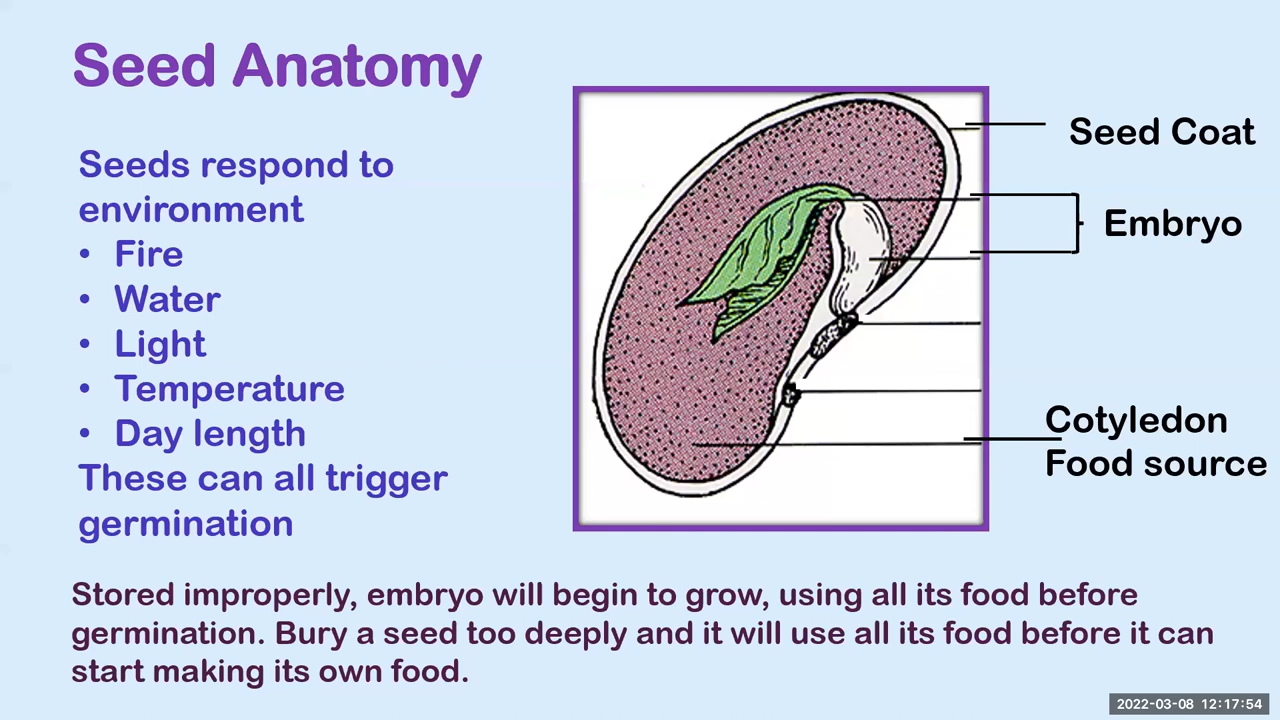 Seed Anatomy
Seeds respond to
environment
• Fire
• Water
• Light
• Temperature
• Day length
These can all trigger
germination
Seed Coat
Embryo
Cotyledon
Food source
Stored improperly, embryo will begin to grow, using all its food before
germination. Bury a seed too deeply and it will use all its food before it can
start making its own food.
2022-03-08 12:17:54